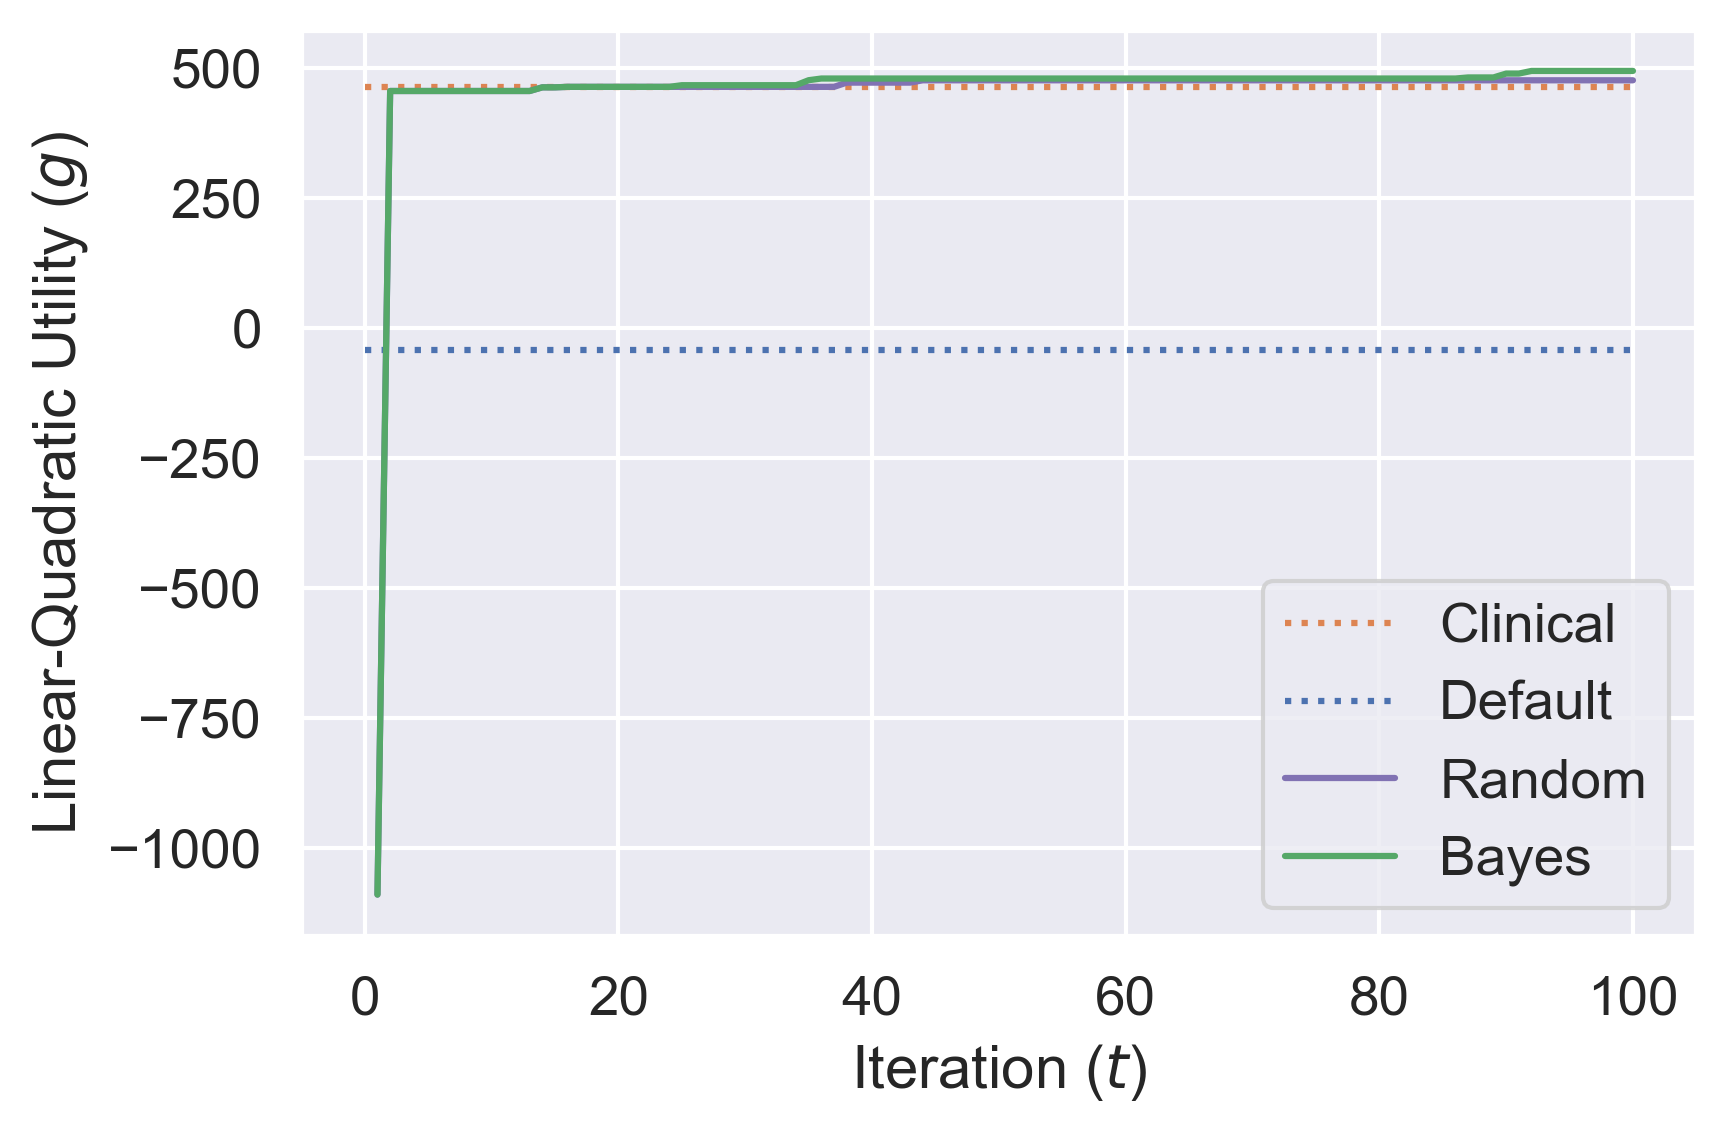 Linear-Quadratic Utility (g)
500
250
0
−250
−500
−750
−1000
Clinical
Default
Random
Bayes
0 20 40 60 80 100
Iteration (t)